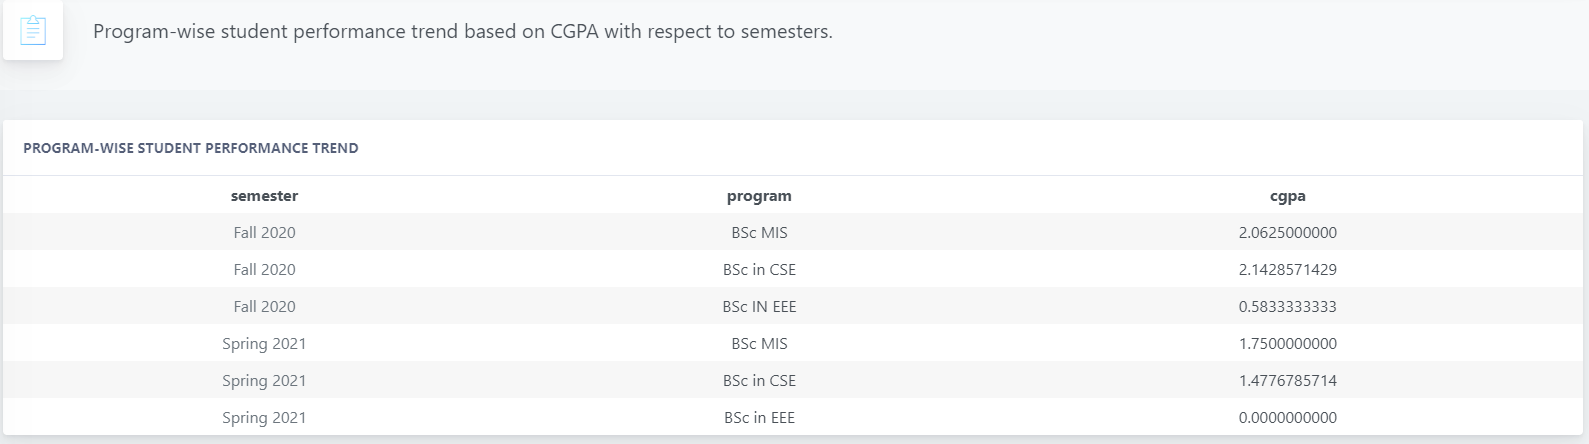 Program-wise student performance trend based on CGPA with respect to semesters.
PROGRAM-WISE STUDENT PERFORMANCE TREND
semester program cgpa
Fall 2020 BSc MIS 2.0625000000
Fall 2020 BSc in CSE 2.1428571429
Fall 2020 BSc IN EEE 0.5833333333
Spring 2021 BSc MIS 1.7500000000
Spring 2021 BSc in CSE 1.4776785714
Spring 2021 BSc in EEE 0.0000000000